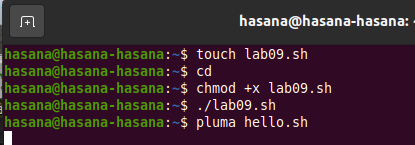 hasana@hasana-hasana: ~
hasana@hasana-hasana:~$ touch lab09.sh
hasana@hasana-hasana:~$ cd
hasana@hasana-hasana:~$ chmod +x lab09.sh
hasana@hasana-hasana:~$ ./lab09.sh
hasana@hasana-hasana:~$ pluma hello.sh